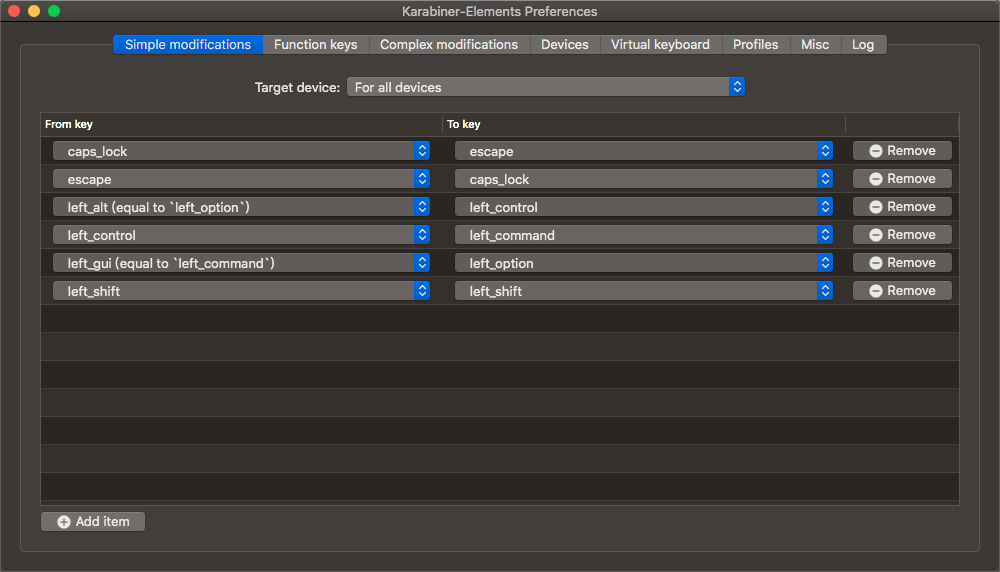 Karabiner-Elements Preferences
Simple modifications Function keys Complex modifications Devices Virtual keyboard Profiles Misc Log
Target device: For all devices
From key To key
caps_lock escape Remove
escape caps_lock Remove
left_alt (equal to `left_option`) left_control Remove
left_control left_command Remove
left_gui (equal to `left_command`) left_option Remove
left_shift left_shift Remove
Add item